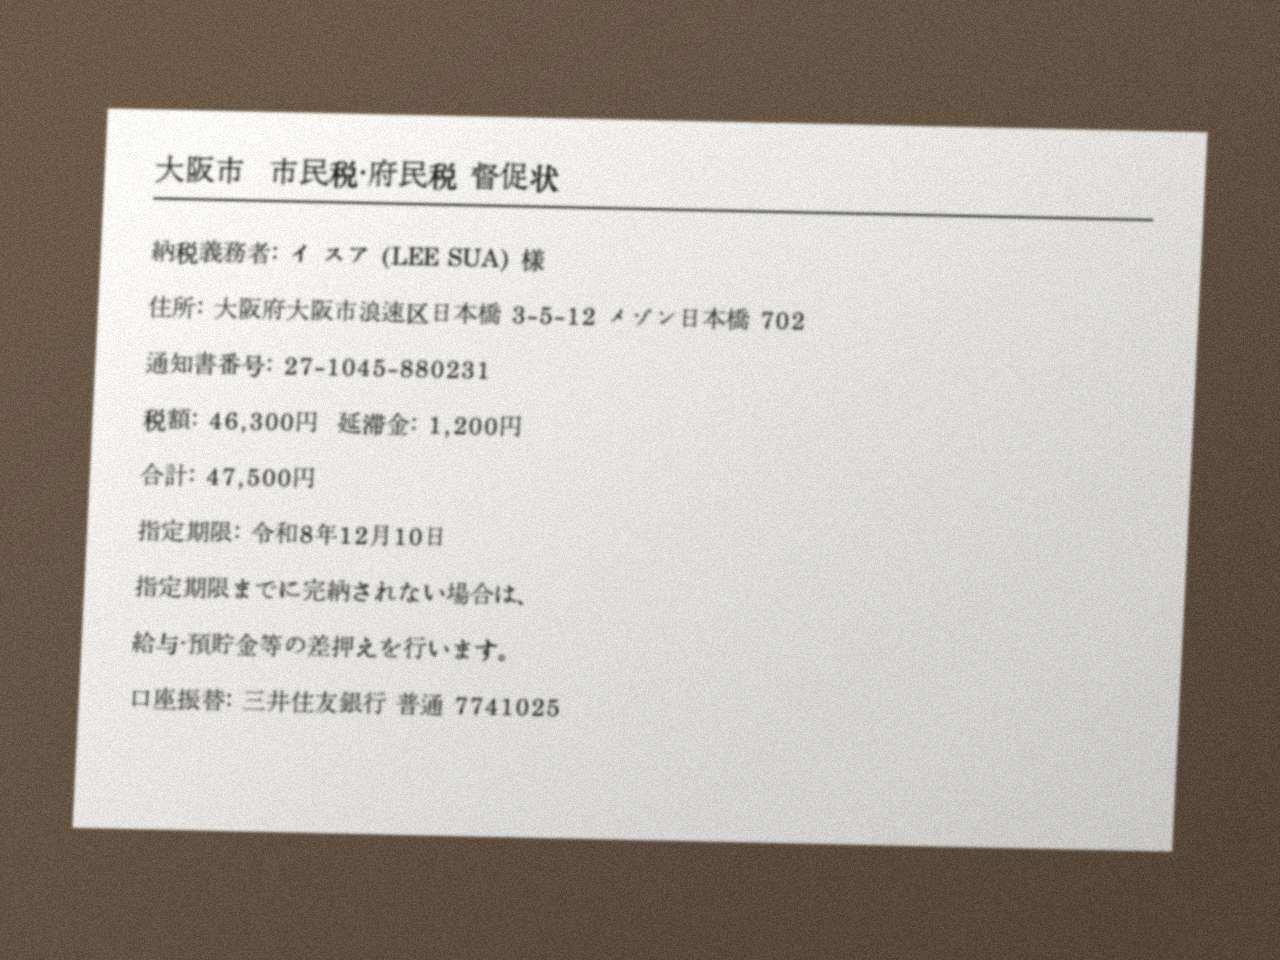 大阪市 市民税・府民税 督促状
納税義務者: イ スア (LEE SUA) 様
住所: 大阪府大阪市浪速区日本橋 3-5-12 メゾン日本橋 702
通知書番号: 27-1045-880231
税額: 46,300円 延滞金: 1,200円
合計: 47,500円
指定期限: 令和8年12月10日
指定期限までに完納されない場合は、
給与・預貯金等の差押えを行います。
口座振替: 三井住友銀行 普通 7741025